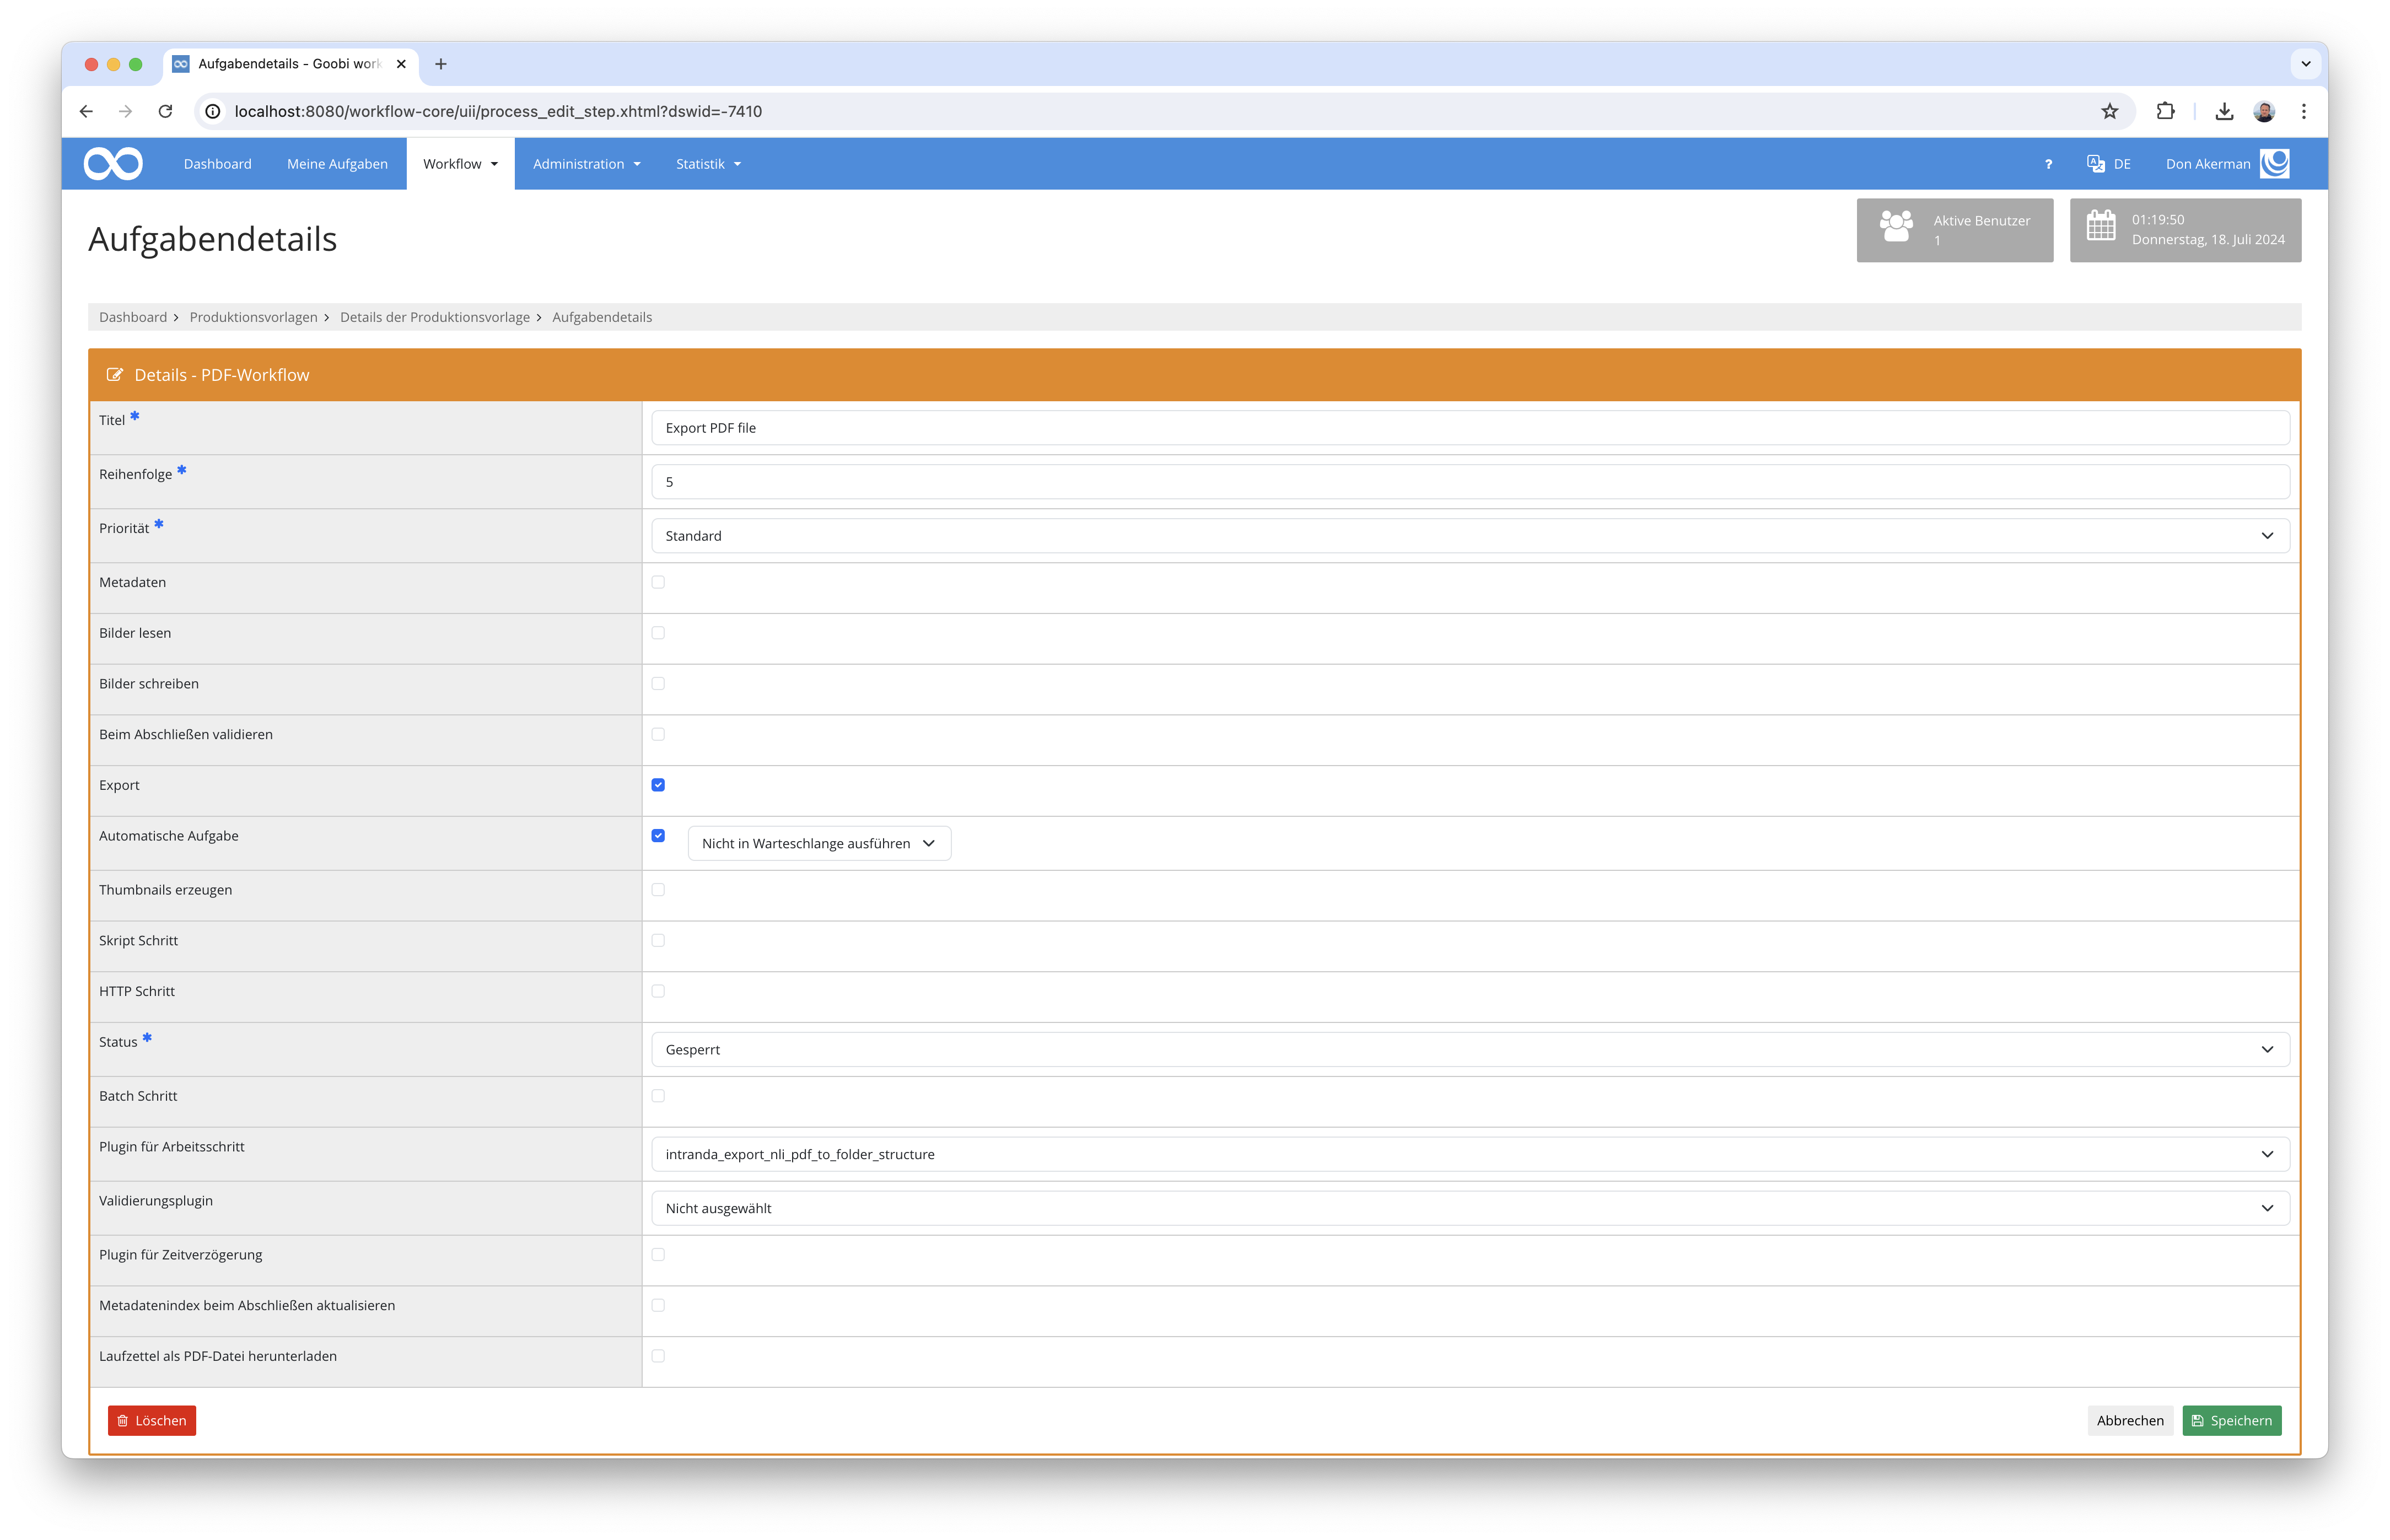 Aufgabendetails - Goobi work
localhost:8080/workflow-core/uii/process_edit_step.xhtml?dswid=-7410
Dashboard Meine Aufgaben Workflow Administration Statistik ? DE Don Akerman
Aufgabendetails
Aktive Benutzer
1
01:19:50
Donnerstag, 18. Juli 2024
Dashboard > Produktionsvorlagen > Details der Produktionsvorlage > Aufgabendetails
Details - PDF-Workflow
Titel * Export PDF file
Reihenfolge * 5
Priorität * Standard
Metadaten
Bilder lesen
Bilder schreiben
Beim Abschließen validieren
Export
Automatische Aufgabe Nicht in Warteschlange ausführen
Thumbnails erzeugen
Skript Schritt
HTTP Schritt
Status * Gesperrt
Batch Schritt
Plugin für Arbeitsschritt intranda_export_nli_pdf_to_folder_structure
Validierungsplugin Nicht ausgewählt
Plugin für Zeitverzögerung
Metadatenindex beim Abschließen aktualisieren
Laufzettel als PDF-Datei herunterladen
Löschen Abbrechen Speichern